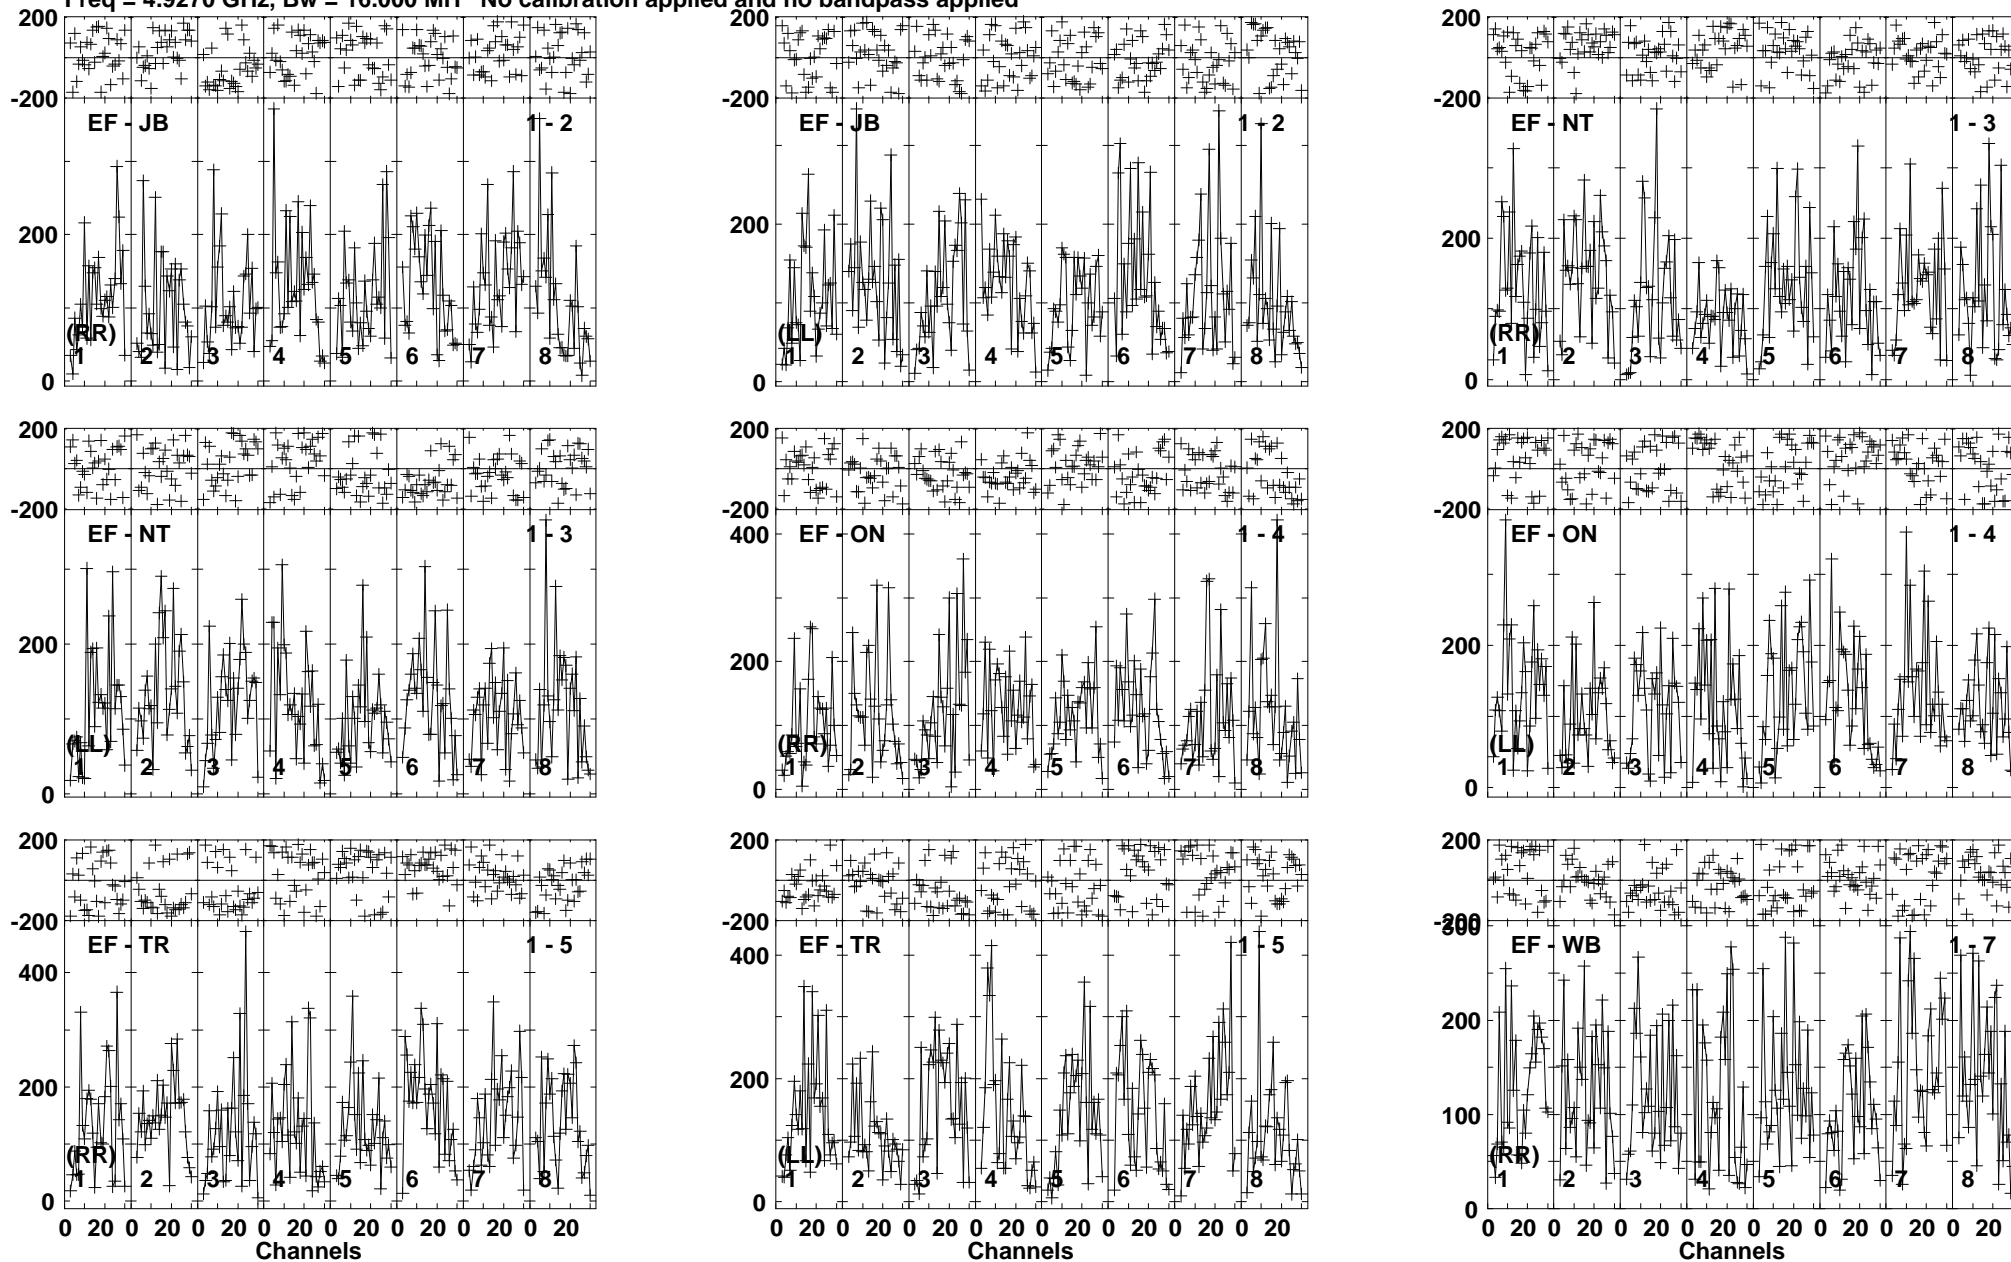 Freq = 4.9270 GHz, Bw = 16.000 MH No calibration applied and no bandpass applied
200 200 200
-200 -200 -200
EF - JB 1 - 2 EF - JB 1 - 2 EF - NT 1 - 3
200 200 200
(RR) (LL) (RR)
1 2 3 4 5 6 7 8 1 2 3 4 5 6 7 8 1 2 3 4 5 6 7 8
0 0 0
200 200 200
-200 -200 -200
EF - NT 1 - 3 EF - ON 1 - 4 EF - ON 1 - 4
400
200 200 200
(LL) (RR) (LL)
1 2 3 4 5 6 7 8 1 2 3 4 5 6 7 8 1 2 3 4 5 6 7 8
0 0 0
200 200 200
-200 -200 -200
300
EF - TR 1 - 5 EF - TR 1 - 5 EF - WB 1 - 7
400 400
200 200 200
100
(RR) (LL) (RR)
1 2 3 4 5 6 7 8 1 2 3 4 5 6 7 8 1 2 3 4 5 6 7 8
0 0 0
0 20 0 20 0 20 0 20 0 20 0 20 0 20 0 20 0 20 0 20 0 20 0 20 0 20 0 20 0 20 0 20 0 20 0 20 0 20 0 20 0 20 0 20 0 20 0 20
Channels Channels Channels